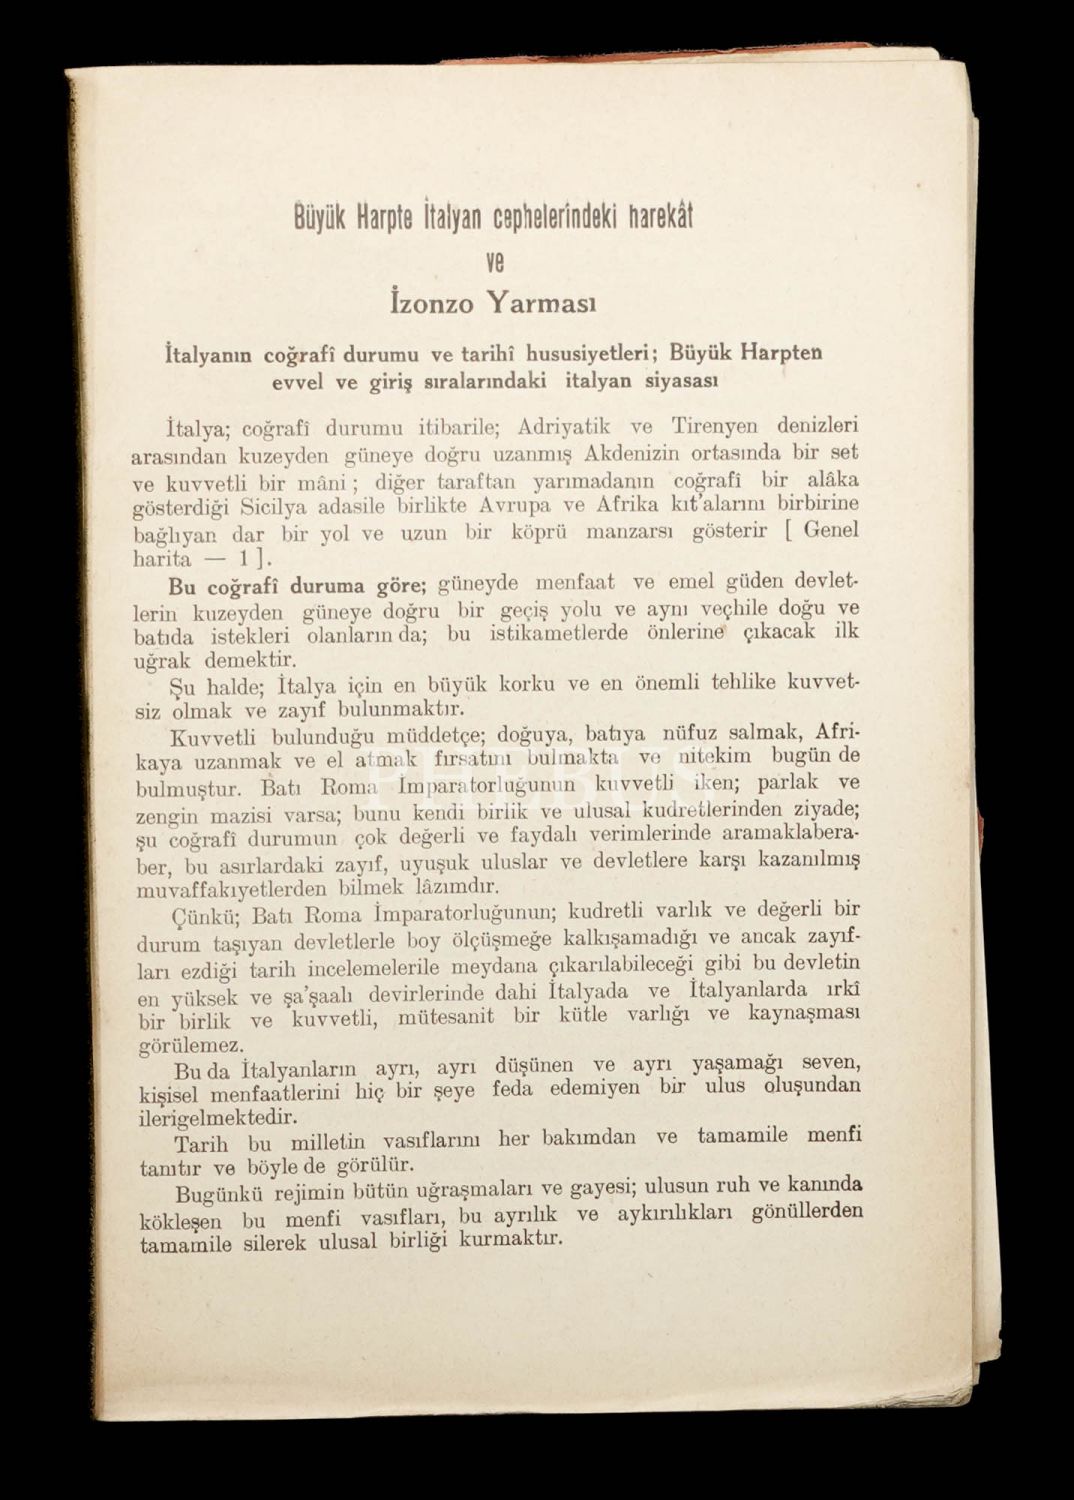 Büyük Harpte İtalyan cephelerindeki harekât
ve
İzonzo Yarması
İtalyanın coğrafî durumu ve tarihî hususiyetleri; Büyük Harpten
evvel ve giriş sıralarındaki italyan siyasası
İtalya; coğrafî durumu itibarile; Adriyatik ve Tirenyen denizleri
arasından kuzeyden güneye doğru uzanmış Akdenizin ortasında bir set
ve kuvvetli bir mâni; diğer taraftan yarımadanın coğrafî bir alâka
gösterdiği Sicilya adasile birlikte Avrupa ve Afrika kıt'alarını birbirine
bağlıyan dar bir yol ve uzun bir köprü manzarsı gösterir [ Genel
harita — 1 ].
Bu coğrafî duruma göre; güneyde menfaat ve emel güden devlet-
lerin kuzeyden güneye doğru bir geçiş yolu ve aynı veçhile doğu ve
batıda istekleri olanların da; bu istikametlerde önlerine çıkacak ilk
uğrak demektir.
Şu halde; İtalya için en büyük korku ve en önemli tehlike kuvvet-
siz olmak ve zayıf bulunmaktır.
Kuvvetli bulunduğu müddetçe; doğuya, batıya nüfuz salmak, Afri-
kaya uzanmak ve el atmak fırsatını bulmakta ve nitekim bugün de
bulmuştur. Batı Roma İmparatorluğunun kuvvetli iken; parlak ve
zengin mazisi varsa; bunu kendi birlik ve ulusal kudretlerinden ziyade;
şu coğrafî durumun çok değerli ve faydalı verimlerinde aramaklabera-
ber, bu asırlardaki zayıf, uyuşuk uluslar ve devletlere karşı kazanılmış
muvaffakıyetlerden bilmek lâzımdır.
Çünkü; Batı Roma İmparatorluğunun; kudretli varlık ve değerli bir
durum taşıyan devletlerle boy ölçüşmeğe kalkışamadığı ve ancak zayıf-
ları ezdiği tarih incelemelerile meydana çıkarılabileceği gibi bu devletin
en yüksek ve şa'şaalı devirlerinde dahi İtalyada ve İtalyanlarda ırkî
bir birlik ve kuvvetli, mütesanit bir kütle varlığı ve kaynaşması
görülemez.
Bu da İtalyanların ayrı, ayrı düşünen ve ayrı yaşamağı seven,
kişisel menfaatlerini hiç bir şeye feda edemiyen bir ulus oluşundan
ilerigelmektedir.
Tarih bu milletin vasıflarını her bakımdan ve tamamile menfi
tanıtır ve böyle de görülür.
Bugünkü rejimin bütün uğraşmaları ve gayesi; ulusun ruh ve kanında
kökleşen bu menfi vasıfları, bu ayrılık ve aykırılıkları gönüllerden
tamamile silerek ulusal birliği kurmaktır.